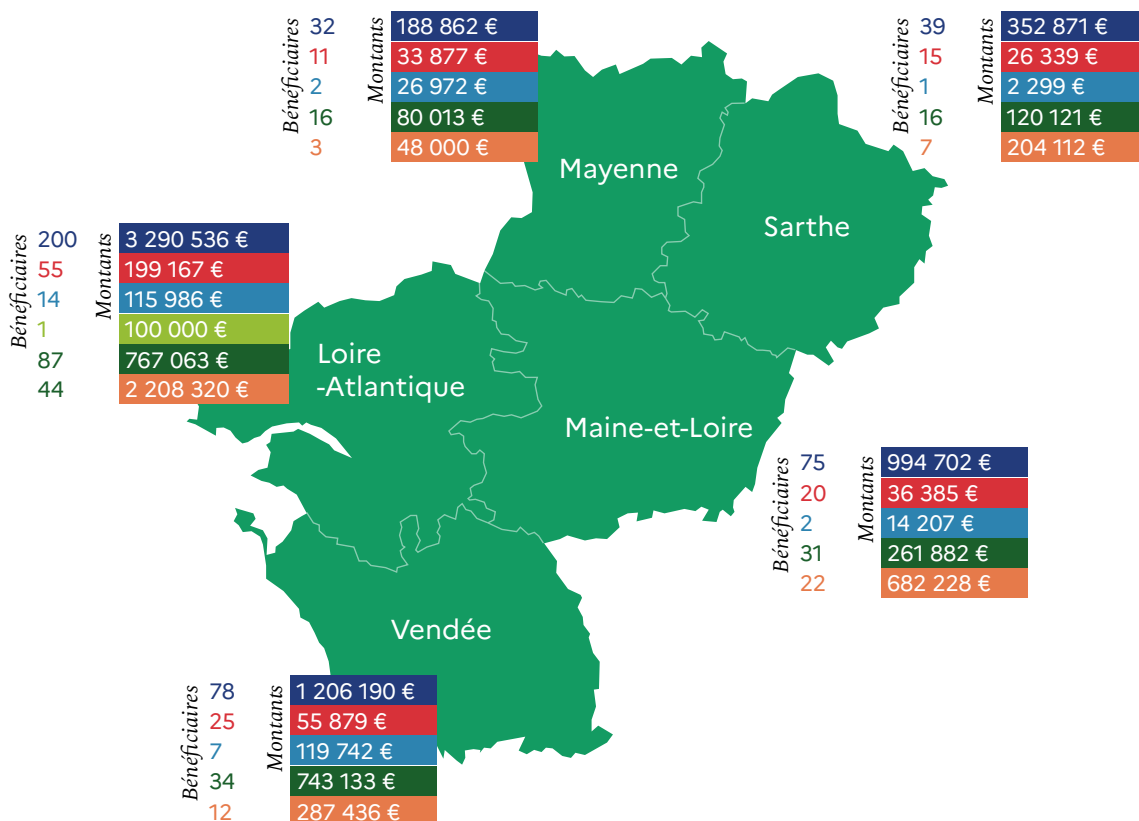 Bénéficiaires
32
11
2
16
3
Montants
188 862 €
33 877 €
26 972 €
80 013 €
48 000 €
Bénéficiaires
39
15
1
16
7
Montants
352 871 €
26 339 €
2 299 €
120 121 €
204 112 €
Mayenne
Sarthe
Bénéficiaires
200
55
14
1
87
44
Montants
3 290 536 €
199 167 €
115 986 €
100 000 €
767 063 €
2 208 320 €
Loire
-Atlantique
Maine-et-Loire
Bénéficiaires
75
20
2
31
22
Montants
994 702 €
36 385 €
14 207 €
261 882 €
682 228 €
Vendée
Bénéficiaires
78
25
7
34
12
Montants
1 206 190 €
55 879 €
119 742 €
743 133 €
287 436 €